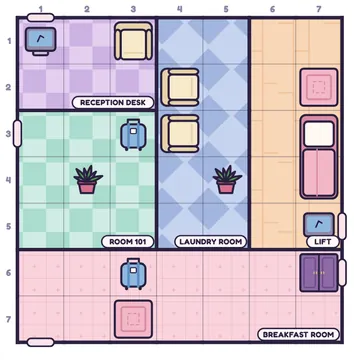 1 2 3 4 5 6 7
1
2
RECEPTION DESK
3
4
5
ROOM 101
LAUNDRY ROOM
LIFT
6
7
BREAKFAST ROOM